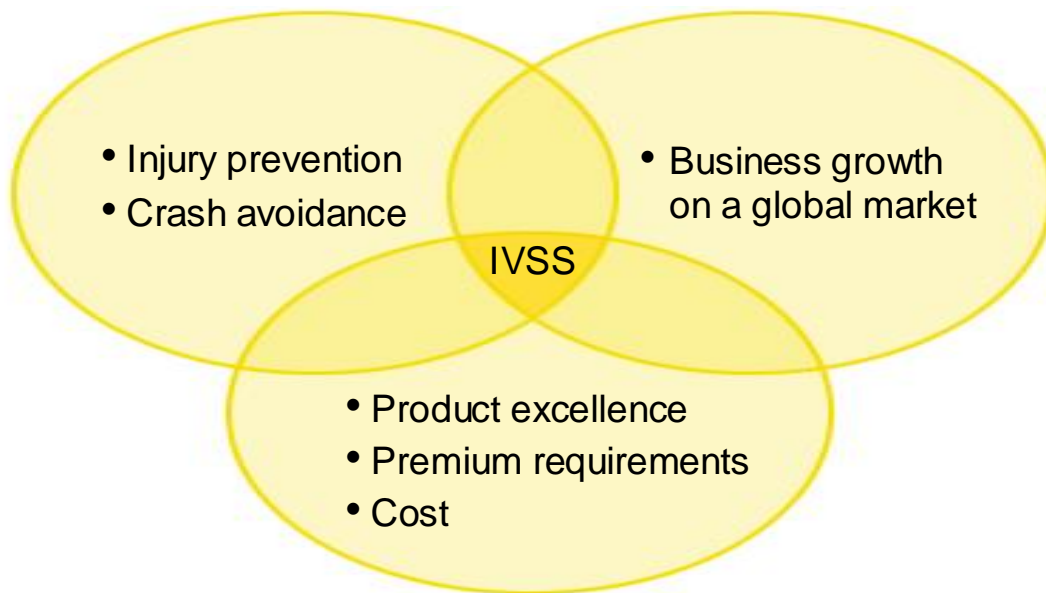 • Injury prevention
• Crash avoidance
• Business growth
on a global market
IVSS
• Product excellence
• Premium requirements
• Cost